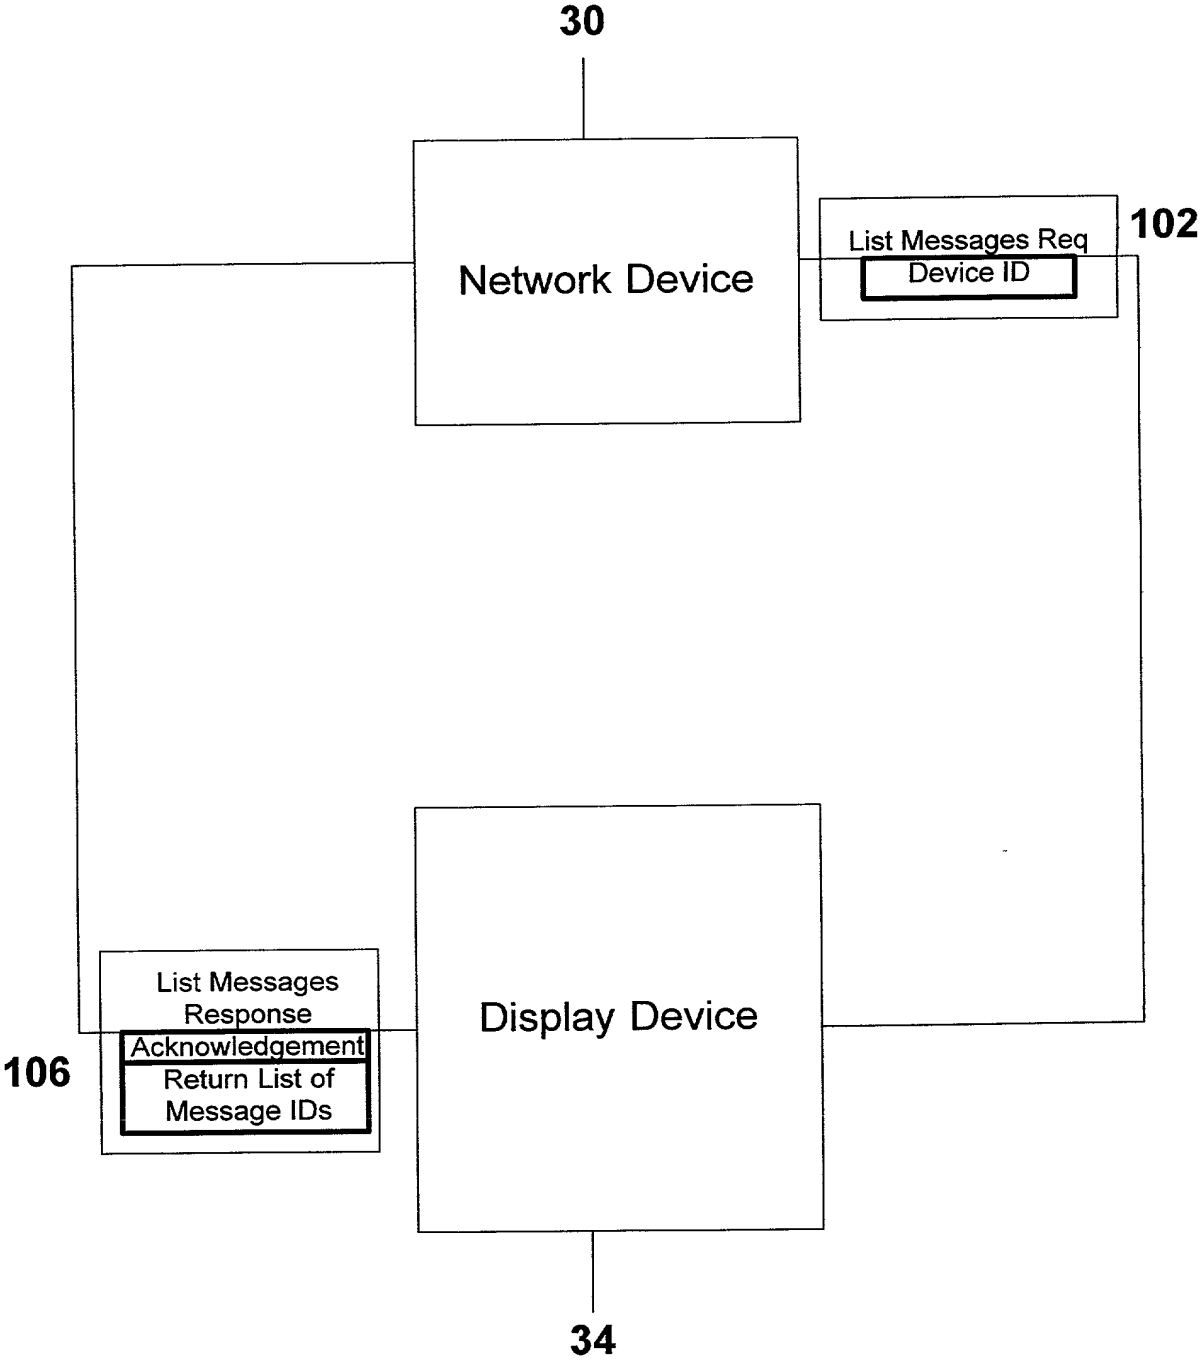 30
102
List Messages Req
Device ID
Network Device
List Messages
Response
Acknowledgement
Return List of
Message IDs
106
Display Device
34